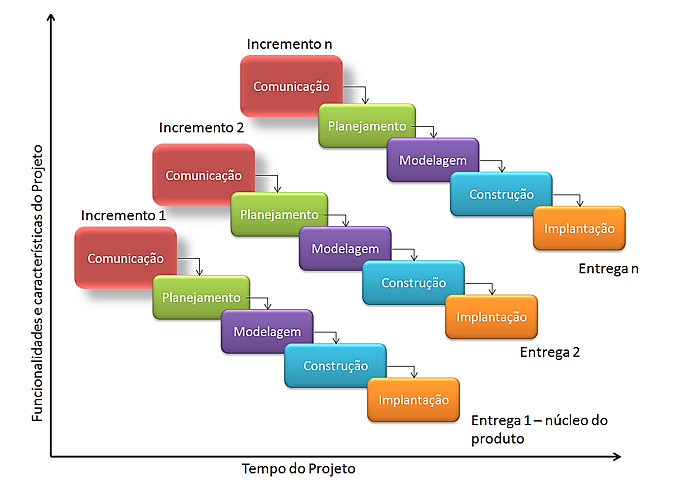 Incremento n
Comunicação
Planejamento
Modelagem
Construção
Implantação
Entrega n
Incremento 2
Comunicação
Planejamento
Modelagem
Construção
Implantação
Entrega 2
Incremento 1
Comunicação
Planejamento
Modelagem
Construção
Implantação
Entrega 1 – núcleo do
produto
Funcionalidades e características do Projeto
Tempo do Projeto